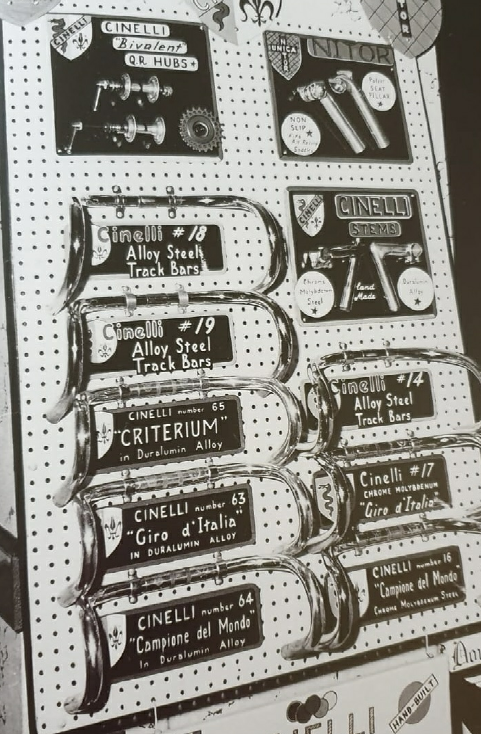 CINELLI
"Bivalent"
Q.R. HUBS
UNICA
NITOR
SEAT
PILLAR
NON
SLIP
CINELLI
STEMS
Chrome
Molybdenum
Steel
Hand
Made
Duralumin
Alloy
Cinelli #18
Alloy Steel
Track Bars
Cinelli #19
Alloy Steel
Track Bars
CINELLI number 65
"CRITERIUM"
in Duralumin Alloy
CINELLI number 63
"Giro d'Italia"
IN DURALUMIN ALLOY
CINELLI number 64
"Campione del Mondo"
In Duralumin Alloy
Cinelli #14
Alloy Steel
Track Bars
Cinelli #17
CHROME MOLYBDENUM
"Giro d'Italia"
CINELLI number 16
"Campione del Mondo"
CHROME MOLYBDENUM STEEL
HAND-BUILT